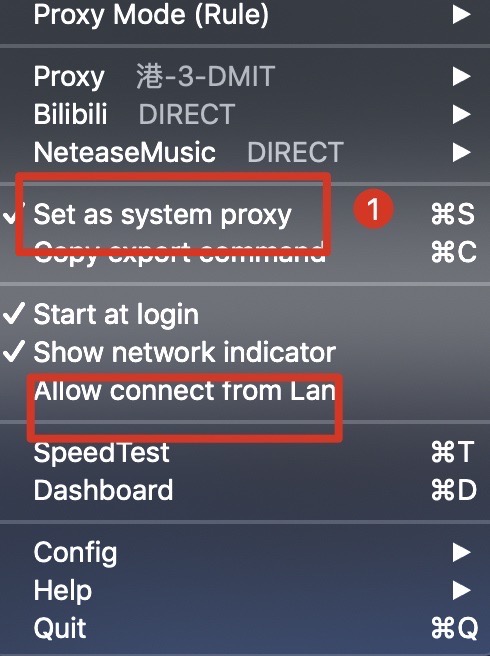 Proxy Mode (Rule) ▶
Proxy 港-3-DMIT ▶
Bilibili DIRECT ▶
NeteaseMusic DIRECT ▶
✓ Set as system proxy 1 ⌘S
Copy export command ⌘C
✓ Start at login
✓ Show network indicator
Allow connect from Lan
SpeedTest ⌘T
Dashboard ⌘D
Config ▶
Help ▶
Quit ⌘Q